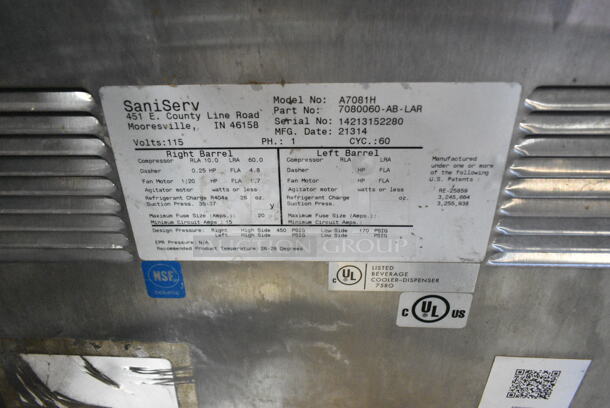 SaniServ
451 E. County Line Road
Mooresville, IN 46158
Model No: A7081H
Part No: 7080060-AB-LAR
Serial No: 14213152280
MFG. Date: 21314
Volts:115 PH.: 1 CYC.:60
Right Barrel
Compressor RLA 10.0 LRA 60.0
Dasher 0.25 HP FLA 4.8
Fan Motor 1/20 HP FLA 1.7
Agitator motor watts or less
Refrigerant Charge R404a 26 oz.
Suction Press. 35-37
Maximum Fuse Size (Amps.): 20
Minimum Circuit Amps.: 15
Left Barrel
Compressor RLA LRA
Dasher HP FLA
Fan Motor HP FLA
Agitator motor watts or less
Refrigerant Charge oz.
Suction Press.
Maximum Fuse Size (Amps.):
Minimum Circuit Amps.:
Manufactured
under one or more
of the following
U.S. Patents:
RE-25859
3,245,664
3,255,938
Design Pressure: Right High Side 450 PSIG Low Side 170 PSIG
Left High Side PSIG Low Side PSIG
EPR Pressure: N/A
Recommended Product Temperature: 26-28 Degrees.
GROUP
NSF
C UL
LISTED
BEVERAGE
COOLER-DISPENSER
758O
C UL US